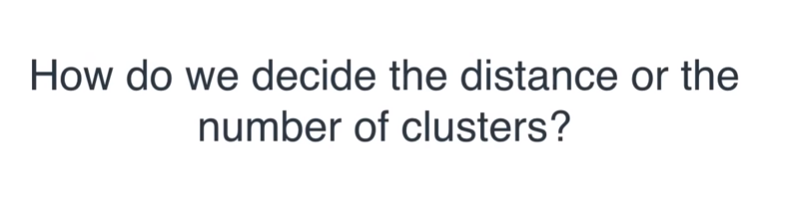 How do we decide the distance or the
number of clusters?